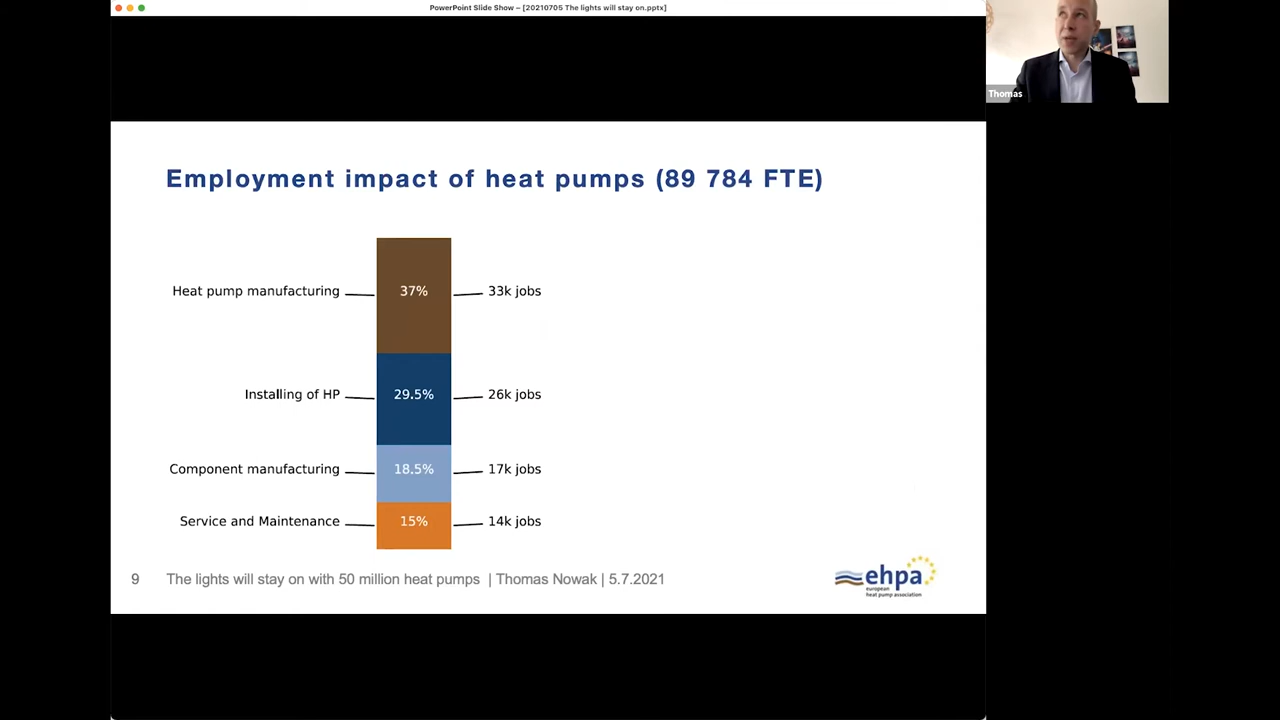 PowerPoint Slide Show – [20210705 The lights will stay on.pptx]
Thomas
Employment impact of heat pumps (89 784 FTE)
Heat pump manufacturing 37% 33k jobs
Installing of HP 29.5% 26k jobs
Component manufacturing 18.5% 17k jobs
Service and Maintenance 15% 14k jobs
9 The lights will stay on with 50 million heat pumps | Thomas Nowak | 5.7.2021
ehpa
european
heat pump association